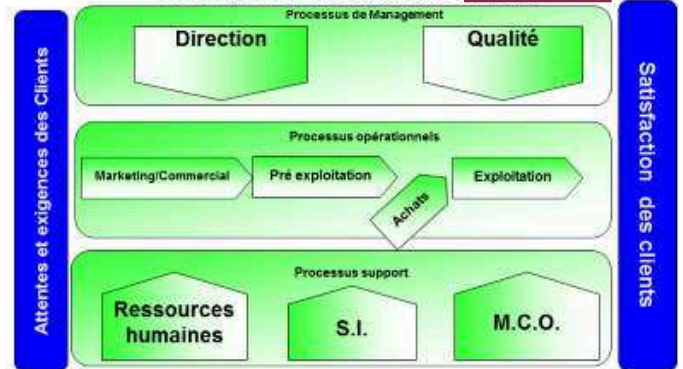 Processus de Management
Direction
Qualité
Attentes et exigences des Clients
Processus opérationnels
Marketing/Commercial
Pré exploitation
Achats
Exploitation
Processus support
Ressources
humaines
S.I.
M.C.O.
Satisfaction des clients